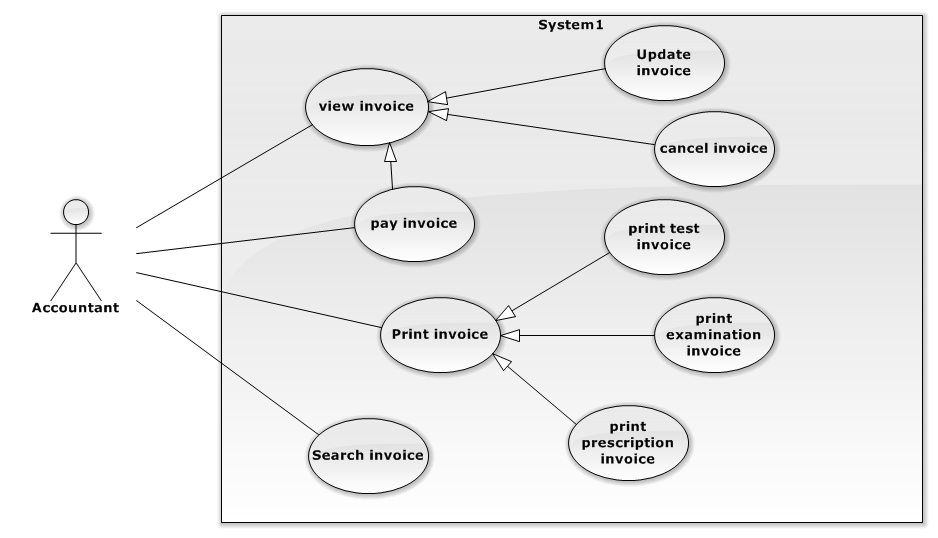 System1
Update
invoice
view invoice
cancel invoice
pay invoice
print test
invoice
Accountant
Print invoice
print
examination
invoice
print
prescription
invoice
Search invoice